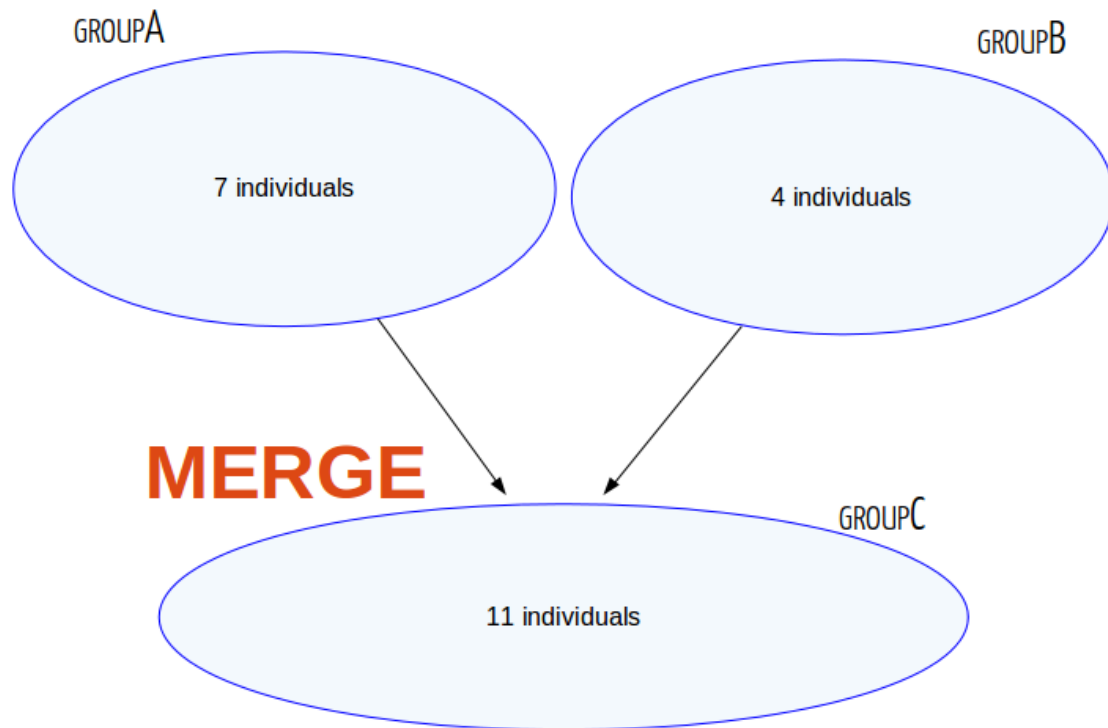 GROUPA
GROUPB
7 individuals
4 individuals
MERGE
GROUPC
11 individuals